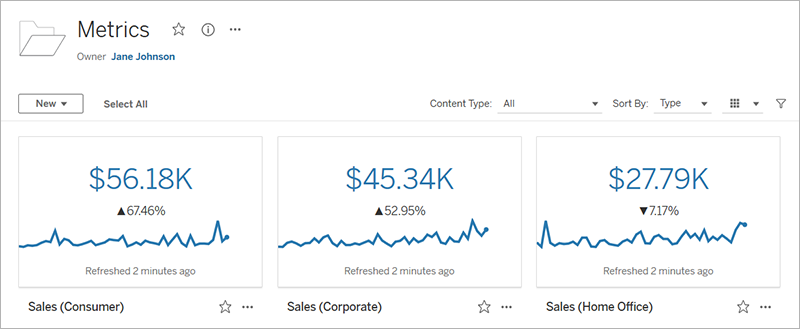 Metrics
Owner Jane Johnson
New Select All Content Type: All Sort By: Type
$56.18K $45.34K $27.79K
▲67.46% ▲52.95% ▼7.17%
Refreshed 2 minutes ago Refreshed 2 minutes ago Refreshed 2 minutes ago
Sales (Consumer) Sales (Corporate) Sales (Home Office)